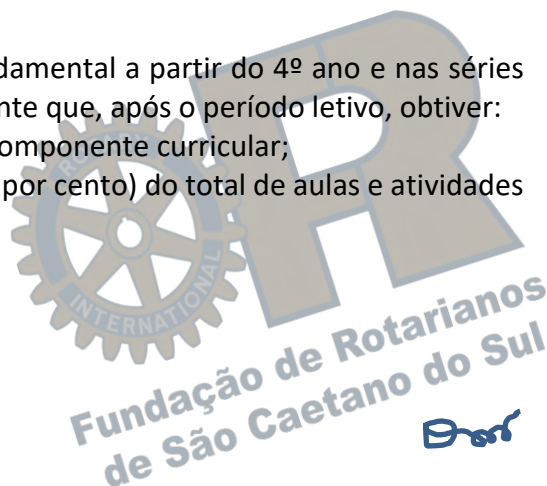 damental a partir do 4º ano e nas séries
nte que, após o período letivo, obtiver:
omponente curricular;
por cento) do total de aulas e atividades
ROTARY
INTERNATIONAL
R
Fundação de Rotarianos
de São Caetano do Sul